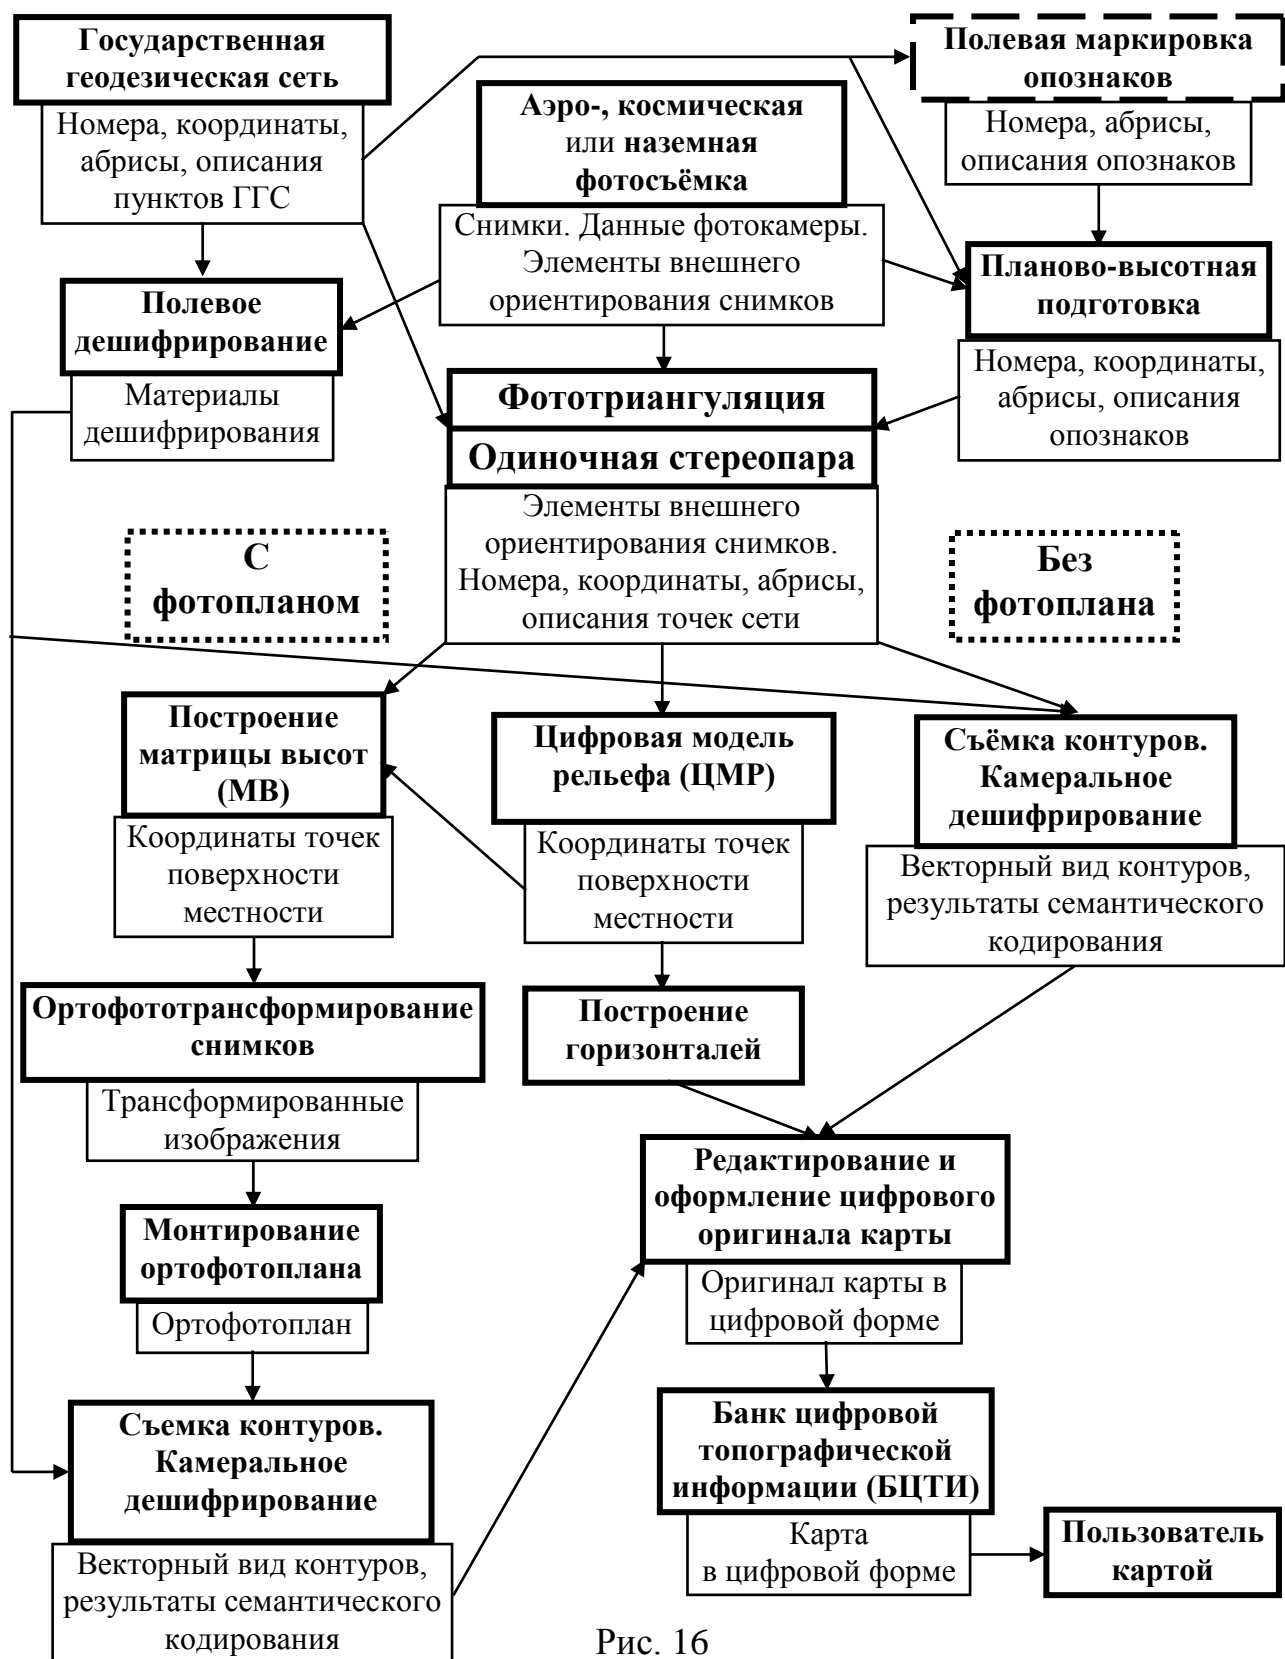 Государственная
геодезическая сеть
Номера, координаты,
абрисы, описания
пунктов ГГС
Аэро-, космическая
или наземная
фотосъёмка
Снимки. Данные фотокамеры.
Элементы внешнего
ориентирования снимков
Полевая маркировка
опознаков
Номера, абрисы,
описания опознаков
Полевое
дешифрирование
Материалы
дешифрирования
Планово-высотная
подготовка
Номера, координаты,
абрисы, описания
опознаков
Фототриангуляция
Одиночная стереопара
Элементы внешнего
ориентирования снимков.
Номера, координаты, абрисы,
описания точек сети
С
фотопланом
Без
фотоплана
Построение
матрицы высот
(МВ)
Координаты точек
поверхности
местности
Цифровая модель
рельефа (ЦМР)
Координаты точек
поверхности
местности
Съёмка контуров.
Камеральное
дешифрирование
Векторный вид контуров,
результаты семантического
кодирования
Ортофототрансформирование
снимков
Трансформированные
изображения
Построение
горизонталей
Монтирование
ортофотоплана
Ортофотоплан
Редактирование и
оформление цифрового
оригинала карты
Оригинал карты в
цифровой форме
Съемка контуров.
Камеральное
дешифрирование
Векторный вид контуров,
результаты семантического
кодирования
Банк цифровой
топографической
информации (БЦТИ)
Карта
в цифровой форме
Пользователь
картой
Рис. 16